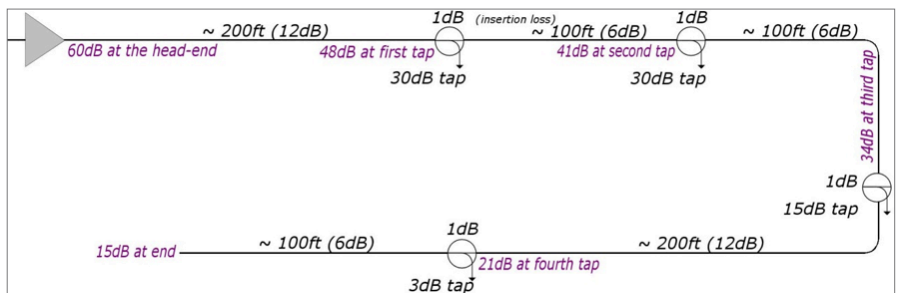 ~ 200ft (12dB)
60dB at the head-end
1dB
(insertion loss)
48dB at first tap
30dB tap
~ 100ft (6dB)
1dB
41dB at second tap
30dB tap
~ 100ft (6dB)
34dB at third tap
1dB
15dB tap
~ 200ft (12dB)
1dB
21dB at fourth tap
3dB tap
~ 100ft (6dB)
15dB at end